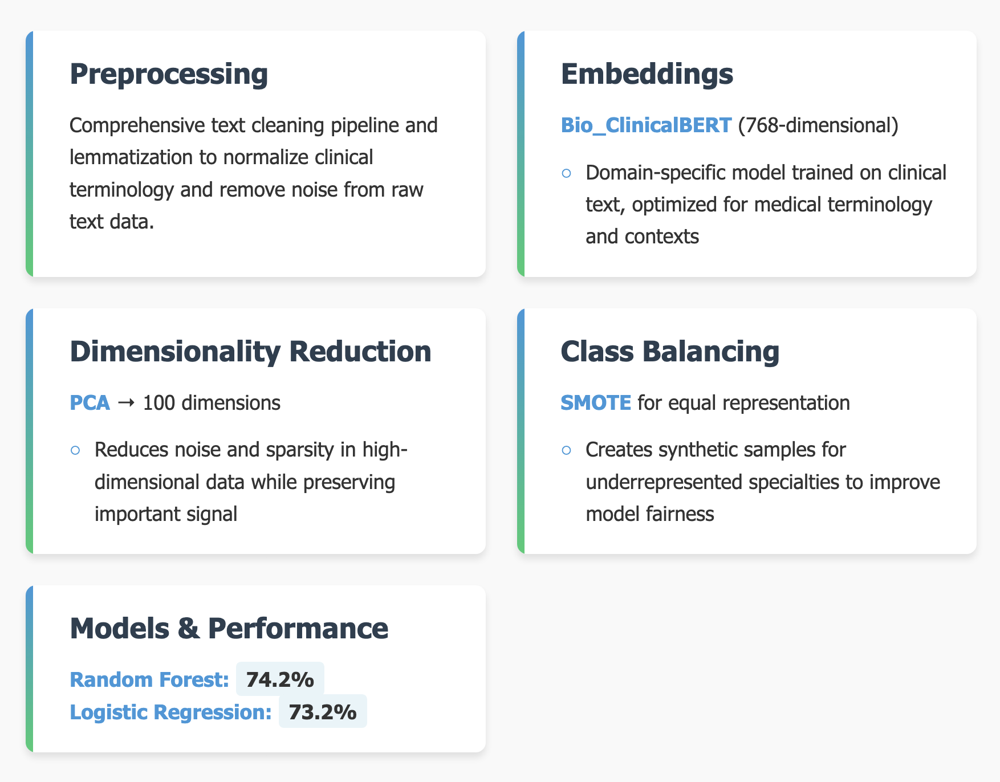 Preprocessing
Comprehensive text cleaning pipeline and
lemmatization to normalize clinical
terminology and remove noise from raw
text data.
Embeddings
Bio_ClinicalBERT (768-dimensional)
Domain-specific model trained on clinical
text, optimized for medical terminology
and contexts
Dimensionality Reduction
PCA → 100 dimensions
Reduces noise and sparsity in high-
dimensional data while preserving
important signal
Class Balancing
SMOTE for equal representation
Creates synthetic samples for
underrepresented specialties to improve
model fairness
Models & Performance
Random Forest: 74.2%
Logistic Regression: 73.2%